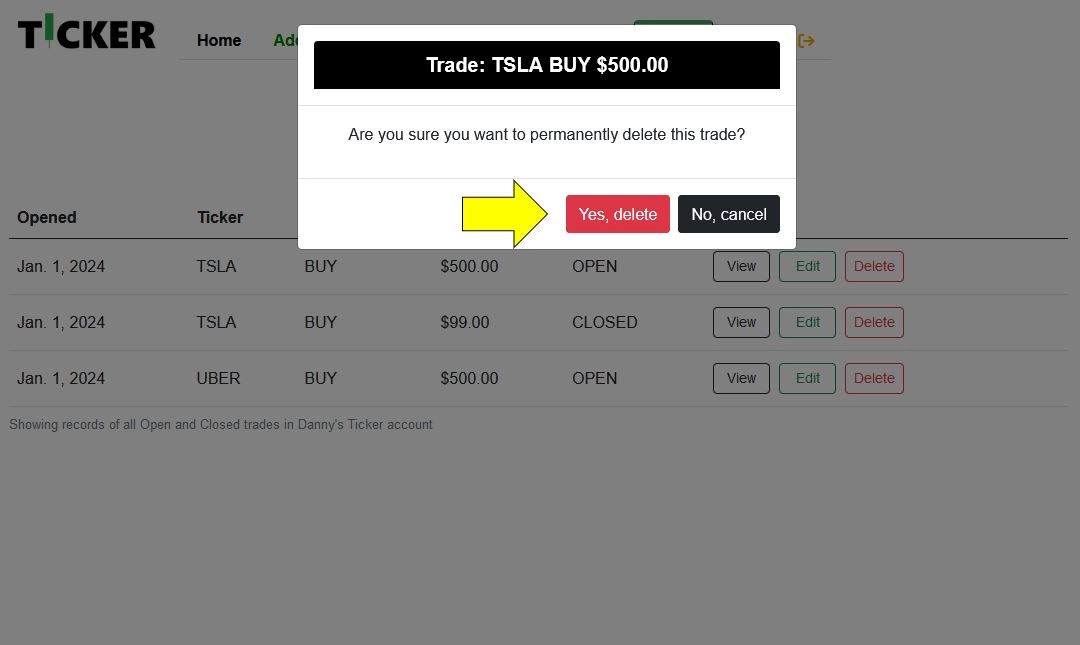 TICKER
Home Add
Trade: TSLA BUY $500.00
Are you sure you want to permanently delete this trade?
Yes, delete No, cancel
Opened Ticker
Jan. 1, 2024 TSLA BUY $500.00 OPEN View Edit Delete
Jan. 1, 2024 TSLA BUY $99.00 CLOSED View Edit Delete
Jan. 1, 2024 UBER BUY $500.00 OPEN View Edit Delete
Showing records of all Open and Closed trades in Danny's Ticker account